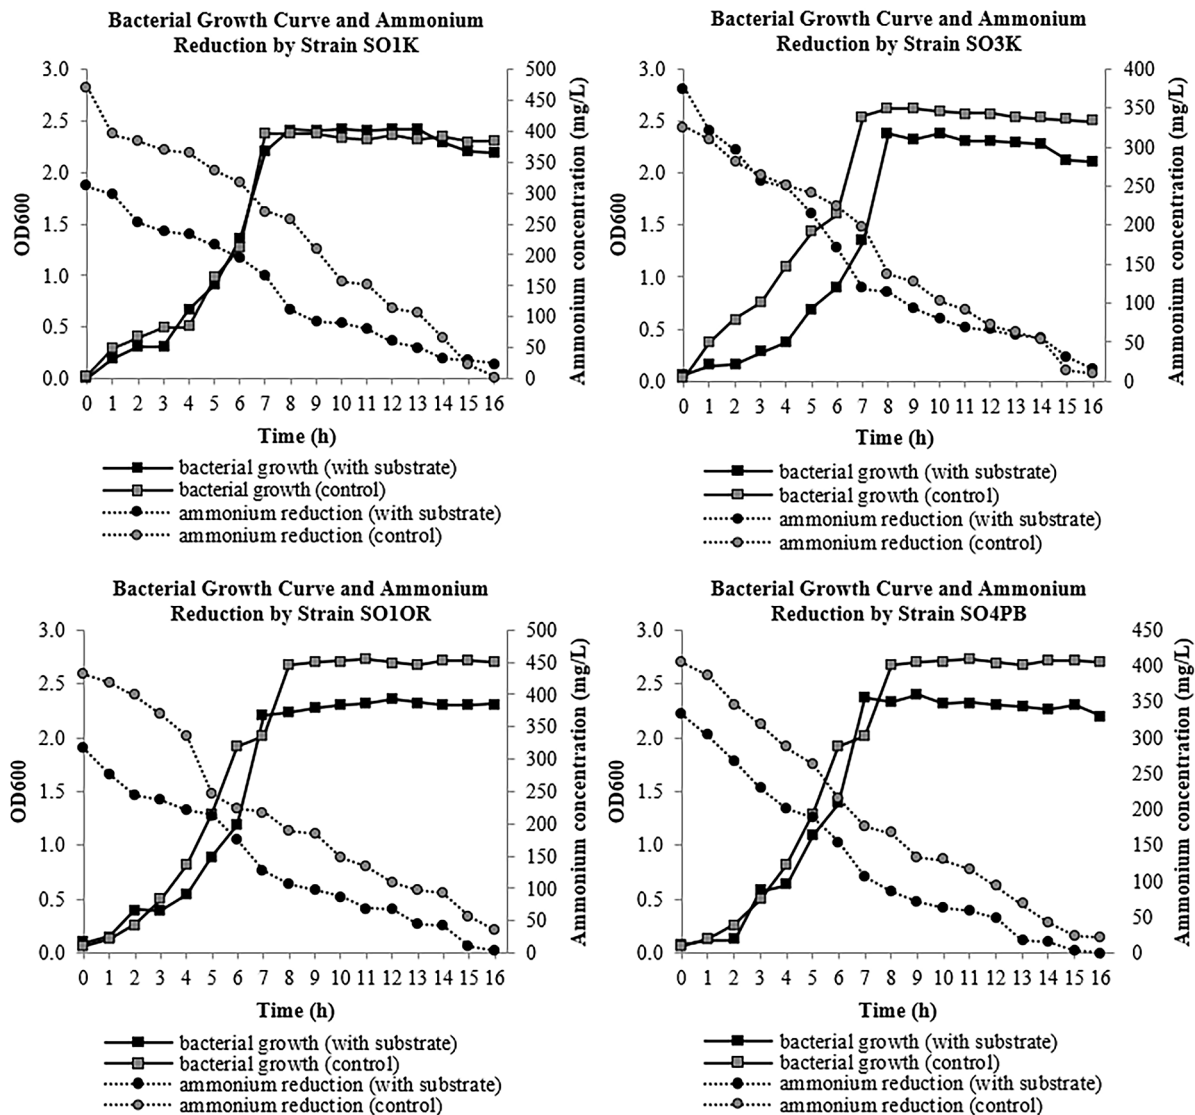 Bacterial Growth Curve and Ammonium
Reduction by Strain SO1K
3.0
2.5
2.0
1.5
1.0
0.5
0.0
OD600
500
450
400
350
300
250
200
150
100
50
0
Ammonium concentration (mg/L)
0 1 2 3 4 5 6 7 8 9 10 11 12 13 14 15 16
Time (h)
bacterial growth (with substrate)
bacterial growth (control)
ammonium reduction (with substrate)
ammonium reduction (control)
Bacterial Growth Curve and Ammonium
Reduction by Strain SO3K
3.0
2.5
2.0
1.5
1.0
0.5
0.0
OD600
400
350
300
250
200
150
100
50
0
Ammonium concentration (mg/L)
0 1 2 3 4 5 6 7 8 9 10 11 12 13 14 15 16
Time (h)
bacterial growth (with substrate)
bacterial growth (control)
ammonium reduction (with substrate)
ammonium reduction (control)
Bacterial Growth Curve and Ammonium
Reduction by Strain SO1OR
3.0
2.5
2.0
1.5
1.0
0.5
0.0
OD600
500
450
400
350
300
250
200
150
100
50
0
Ammonium concentration (mg/L)
0 1 2 3 4 5 6 7 8 9 10 11 12 13 14 15 16
Time (h)
bacterial growth (with substrate)
bacterial growth (control)
ammonium reduction (with substrate)
ammonium reduction (control)
Bacterial Growth Curve and Ammonium
Reduction by Strain SO4PB
3.0
2.5
2.0
1.5
1.0
0.5
0.0
OD600
450
400
350
300
250
200
150
100
50
0
Ammonium concentration (mg/L)
0 1 2 3 4 5 6 7 8 9 10 11 12 13 14 15 16
Time (h)
bacterial growth (with substrate)
bacterial growth (control)
ammonium reduction (with substrate)
ammonium reduction (control)